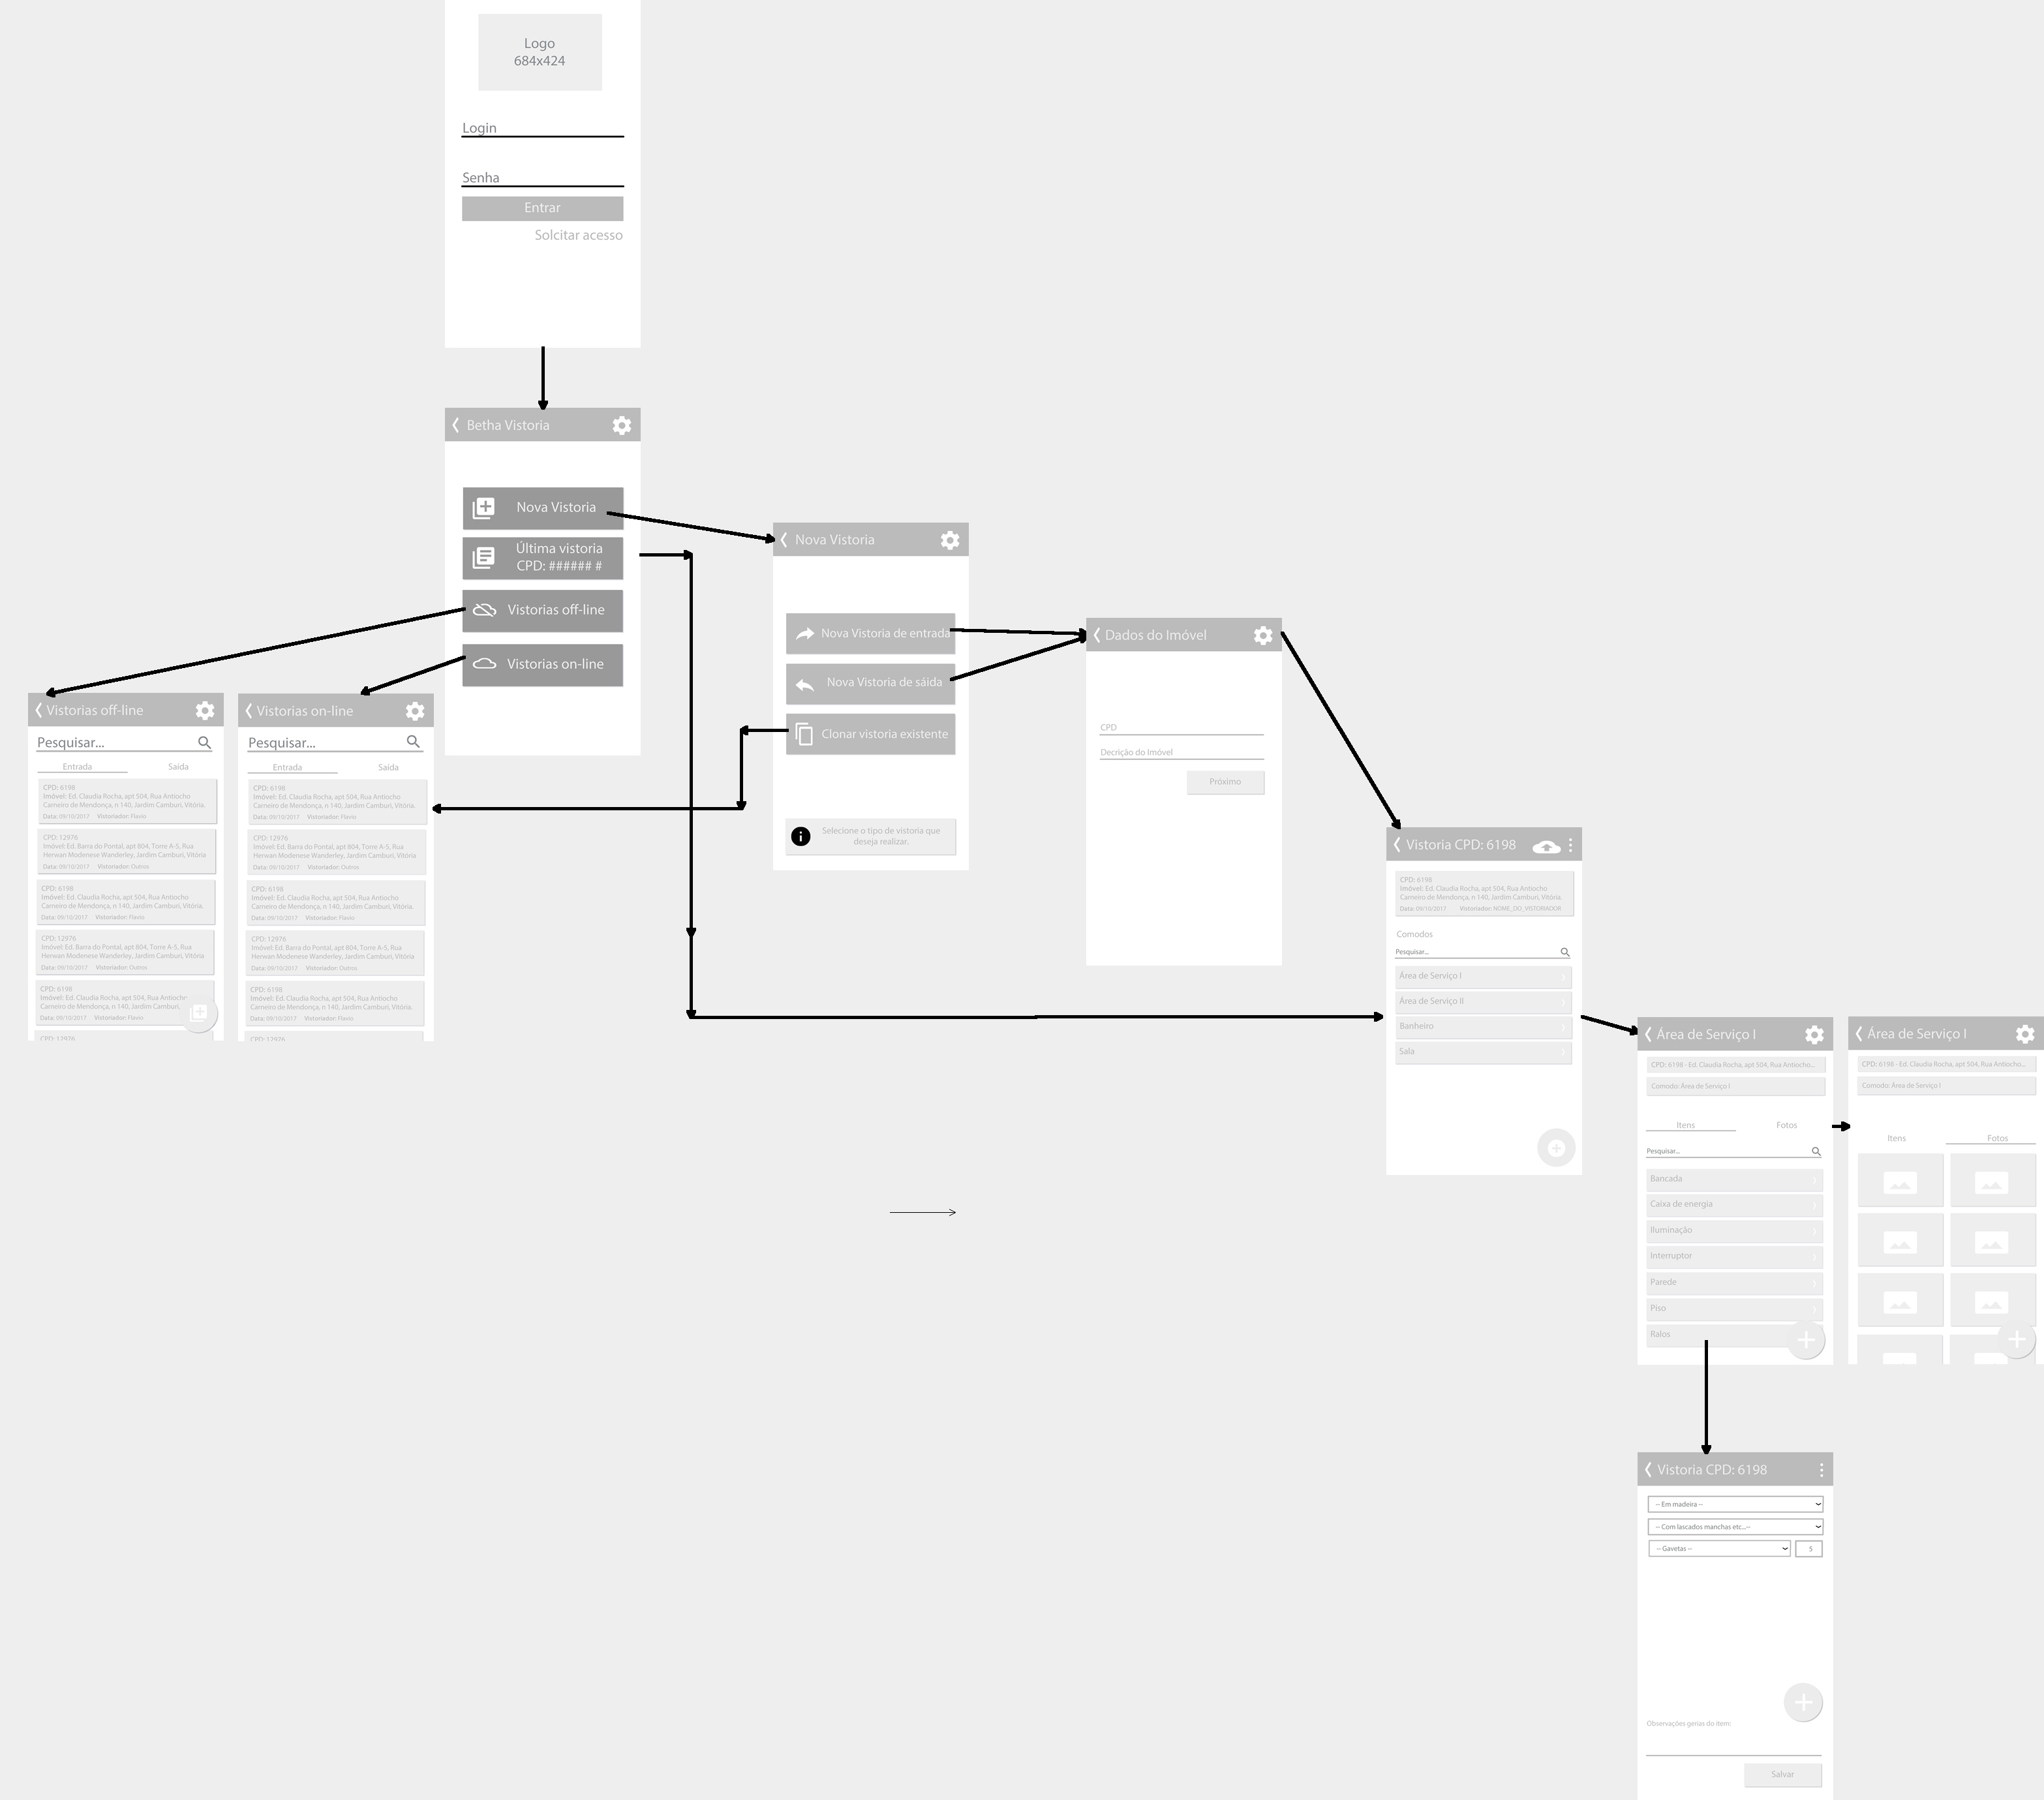 Logo
684x424
Login
Senha
Entrar
Solcitar acesso
Betha Vistoria
Nova Vistoria
Última vistoria
CPD: ###### #
Vistorias off-line
Vistorias on-line
Nova Vistoria
Nova Vistoria de entrada
Nova Vistoria de sáida
Clonar vistoria existente
Selecione o tipo de vistoria que
deseja realizar.
Dados do Imóvel
CPD
Decrição do Imóvel
Próximo
Vistorias off-line
Pesquisar...
Entrada Saída
CPD: 6198
Imóvel: Ed. Claudia Rocha, apt 504, Rua Antiocho
Carneiro de Mendonça, n 140, Jardim Camburi, Vitória.
Data: 09/10/2017 Vistoriador: Flavio
CPD: 12976
Imóvel: Ed. Barra do Pontal, apt 804, Torre A-5, Rua
Herwan Modenese Wanderley, Jardim Camburi, Vitória
Data: 09/10/2017 Vistoriador: Outros
CPD: 6198
Imóvel: Ed. Claudia Rocha, apt 504, Rua Antiocho
Carneiro de Mendonça, n 140, Jardim Camburi, Vitória.
Data: 09/10/2017 Vistoriador: Flavio
CPD: 12976
Imóvel: Ed. Barra do Pontal, apt 804, Torre A-5, Rua
Herwan Modenese Wanderley, Jardim Camburi, Vitória
Data: 09/10/2017 Vistoriador: Outros
CPD: 6198
Imóvel: Ed. Claudia Rocha, apt 504, Rua Antiocho
Carneiro de Mendonça, n 140, Jardim Camburi,
Data: 09/10/2017 Vistoriador: Flavio
CPD: 12976
Vistorias on-line
Pesquisar...
Entrada Saída
CPD: 6198
Imóvel: Ed. Claudia Rocha, apt 504, Rua Antiocho
Carneiro de Mendonça, n 140, Jardim Camburi, Vitória.
Data: 09/10/2017 Vistoriador: Flavio
CPD: 12976
Imóvel: Ed. Barra do Pontal, apt 804, Torre A-5, Rua
Herwan Modenese Wanderley, Jardim Camburi, Vitória
Data: 09/10/2017 Vistoriador: Outros
CPD: 6198
Imóvel: Ed. Claudia Rocha, apt 504, Rua Antiocho
Carneiro de Mendonça, n 140, Jardim Camburi, Vitória.
Data: 09/10/2017 Vistoriador: Flavio
CPD: 12976
Imóvel: Ed. Barra do Pontal, apt 804, Torre A-5, Rua
Herwan Modenese Wanderley, Jardim Camburi, Vitória
Data: 09/10/2017 Vistoriador: Outros
CPD: 6198
Imóvel: Ed. Claudia Rocha, apt 504, Rua Antiocho
Carneiro de Mendonça, n 140, Jardim Camburi, Vitória.
Data: 09/10/2017 Vistoriador: Flavio
CPD: 12976
Vistoria CPD: 6198
CPD: 6198
Imóvel: Ed. Claudia Rocha, apt 504, Rua Antiocho
Carneiro de Mendonça, n 140, Jardim Camburi, Vitória.
Data: 09/10/2017 Vistoriador: NOME_DO_VISTORIADOR
Comodos
Pesquisar...
Área de Serviço I
Área de Serviço II
Banheiro
Sala
Área de Serviço I
CPD: 6198 - Ed. Claudia Rocha, apt 504, Rua Antiocho...
Comodo: Área de Serviço I
Itens Fotos
Pesquisar...
Bancada
Caixa de energia
Iluminação
Interruptor
Parede
Piso
Ralos
Área de Serviço I
CPD: 6198 - Ed. Claudia Rocha, apt 504, Rua Antiocho...
Comodo: Área de Serviço I
Itens Fotos
Vistoria CPD: 6198
-- Em madeira --
-- Com lascados manchas etc...--
-- Gavetas -- 5
Observações gerias do item:
Salvar